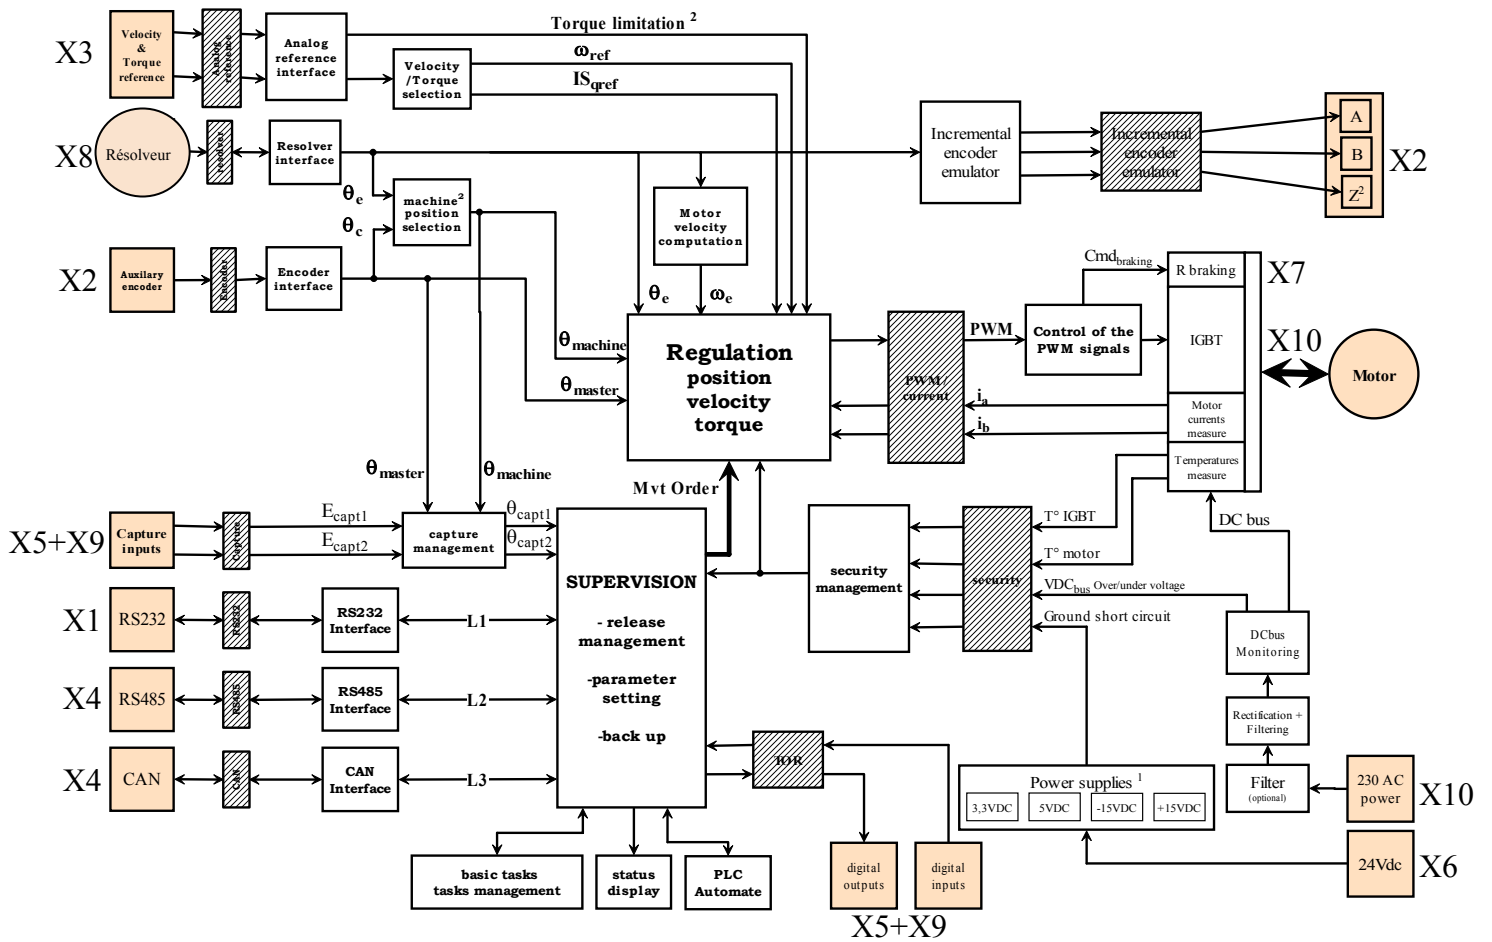 X3
Velocity
&
Torque
reference
Analog
reference
Analog
reference
interface
Torque limitation 2
Velocity
/Torque
selection
ωref
ISqref
X8
Résolveur
resolver
Resolver
interface
θe
θc
machine2
position
selection
Motor
velocity
computation
Incremental
encoder
emulator
Incremental
encoder
emulator
A
B
Z2
X2
X2
Auxilary
encoder
Encoder
Encoder
interface
θe
ωe
θmachine
θmaster
Regulation
position
velocity
torque
PWM /
current
PWM
Cmdbraking
Control of the
PWM signals
R braking
IGBT
X7
X10
Motor
ia
ib
Motor
currents
measure
Temperatures
measure
θmaster
θmachine
Mvt Order
X5+X9
Capture
inputs
Capture
Ecapt1
Ecapt2
capture
management
θcapt1
θcapt2
SUPERVISION
- release
management
-parameter
setting
-back up
security
management
security
T° IGBT
T° motor
VDCbus Over/under voltage
Ground short circuit
DC bus
DCbus
Monitoring
Rectification +
Filtering
Filter
(optional)
230 AC
power
X10
X1
RS232
RS232
RS232
Interface
L1
X4
RS485
RS485
RS485
Interface
L2
X4
CAN
CAN
CAN
Interface
L3
TOR
Power supplies 1
3,3VDC
5VDC
-15VDC
+15VDC
24Vdc
X6
basic tasks
tasks management
status
display
PLC
Automate
digital
outputs
digital
inputs
X5+X9